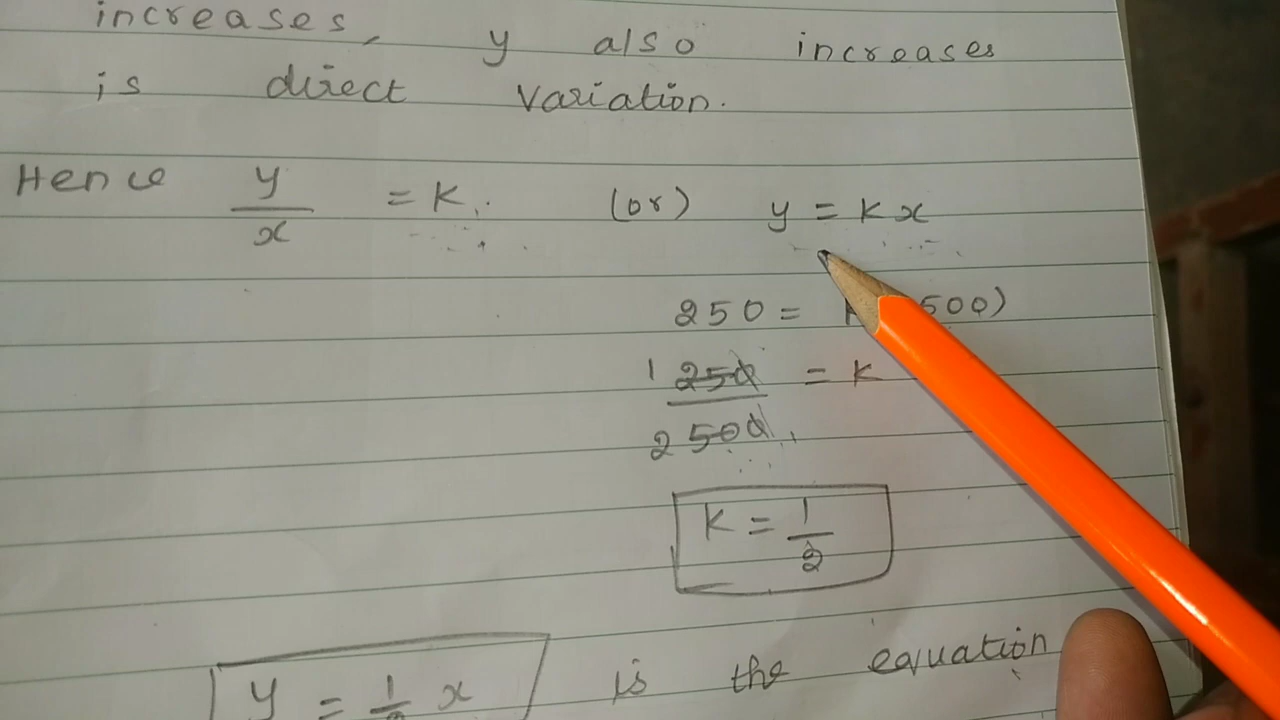 increases, y also increases
is direct variation.
Hence y/x = K. (or) y = Kx
250 = K(500)
1 250/2 500 = K
K = 1/2
y = 1/2 x is the equation